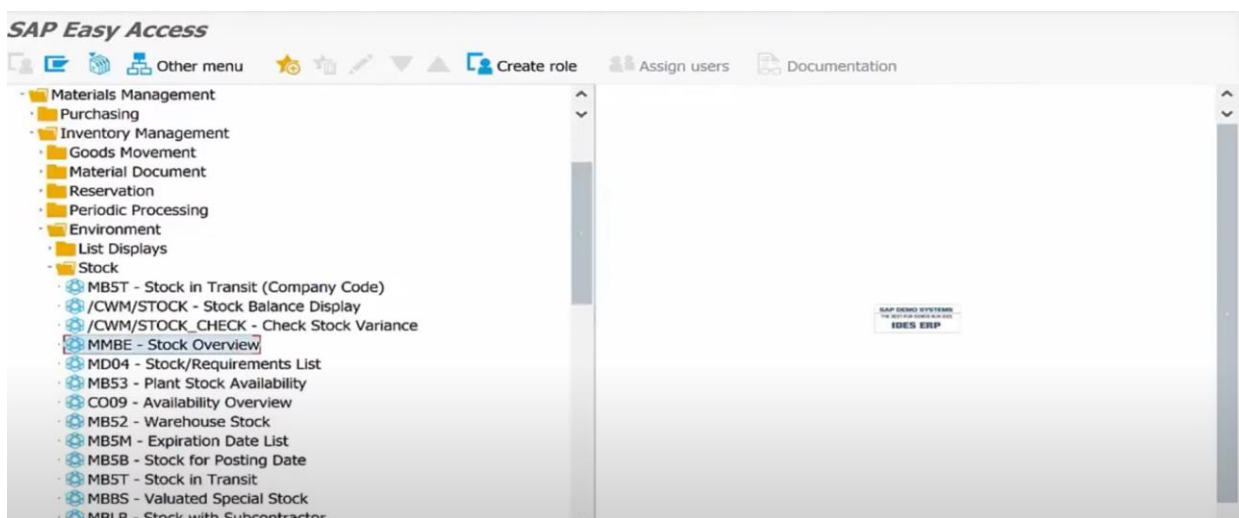 SAP Easy Access
Other menu Create role Assign users Documentation
Materials Management
Purchasing
Inventory Management
Goods Movement
Material Document
Reservation
Periodic Processing
Environment
List Displays
Stock
MB5T - Stock in Transit (Company Code)
/CWM/STOCK - Stock Balance Display
/CWM/STOCK_CHECK - Check Stock Variance
MMBE - Stock Overview
MD04 - Stock/Requirements List
MB53 - Plant Stock Availability
CO09 - Availability Overview
MB52 - Warehouse Stock
MB5M - Expiration Date List
MB5B - Stock for Posting Date
MB5T - Stock in Transit
MBBS - Valuated Special Stock
MBLB - Stock with Subcontractor
SAP DEMO SYSTEMS
IDES ERP